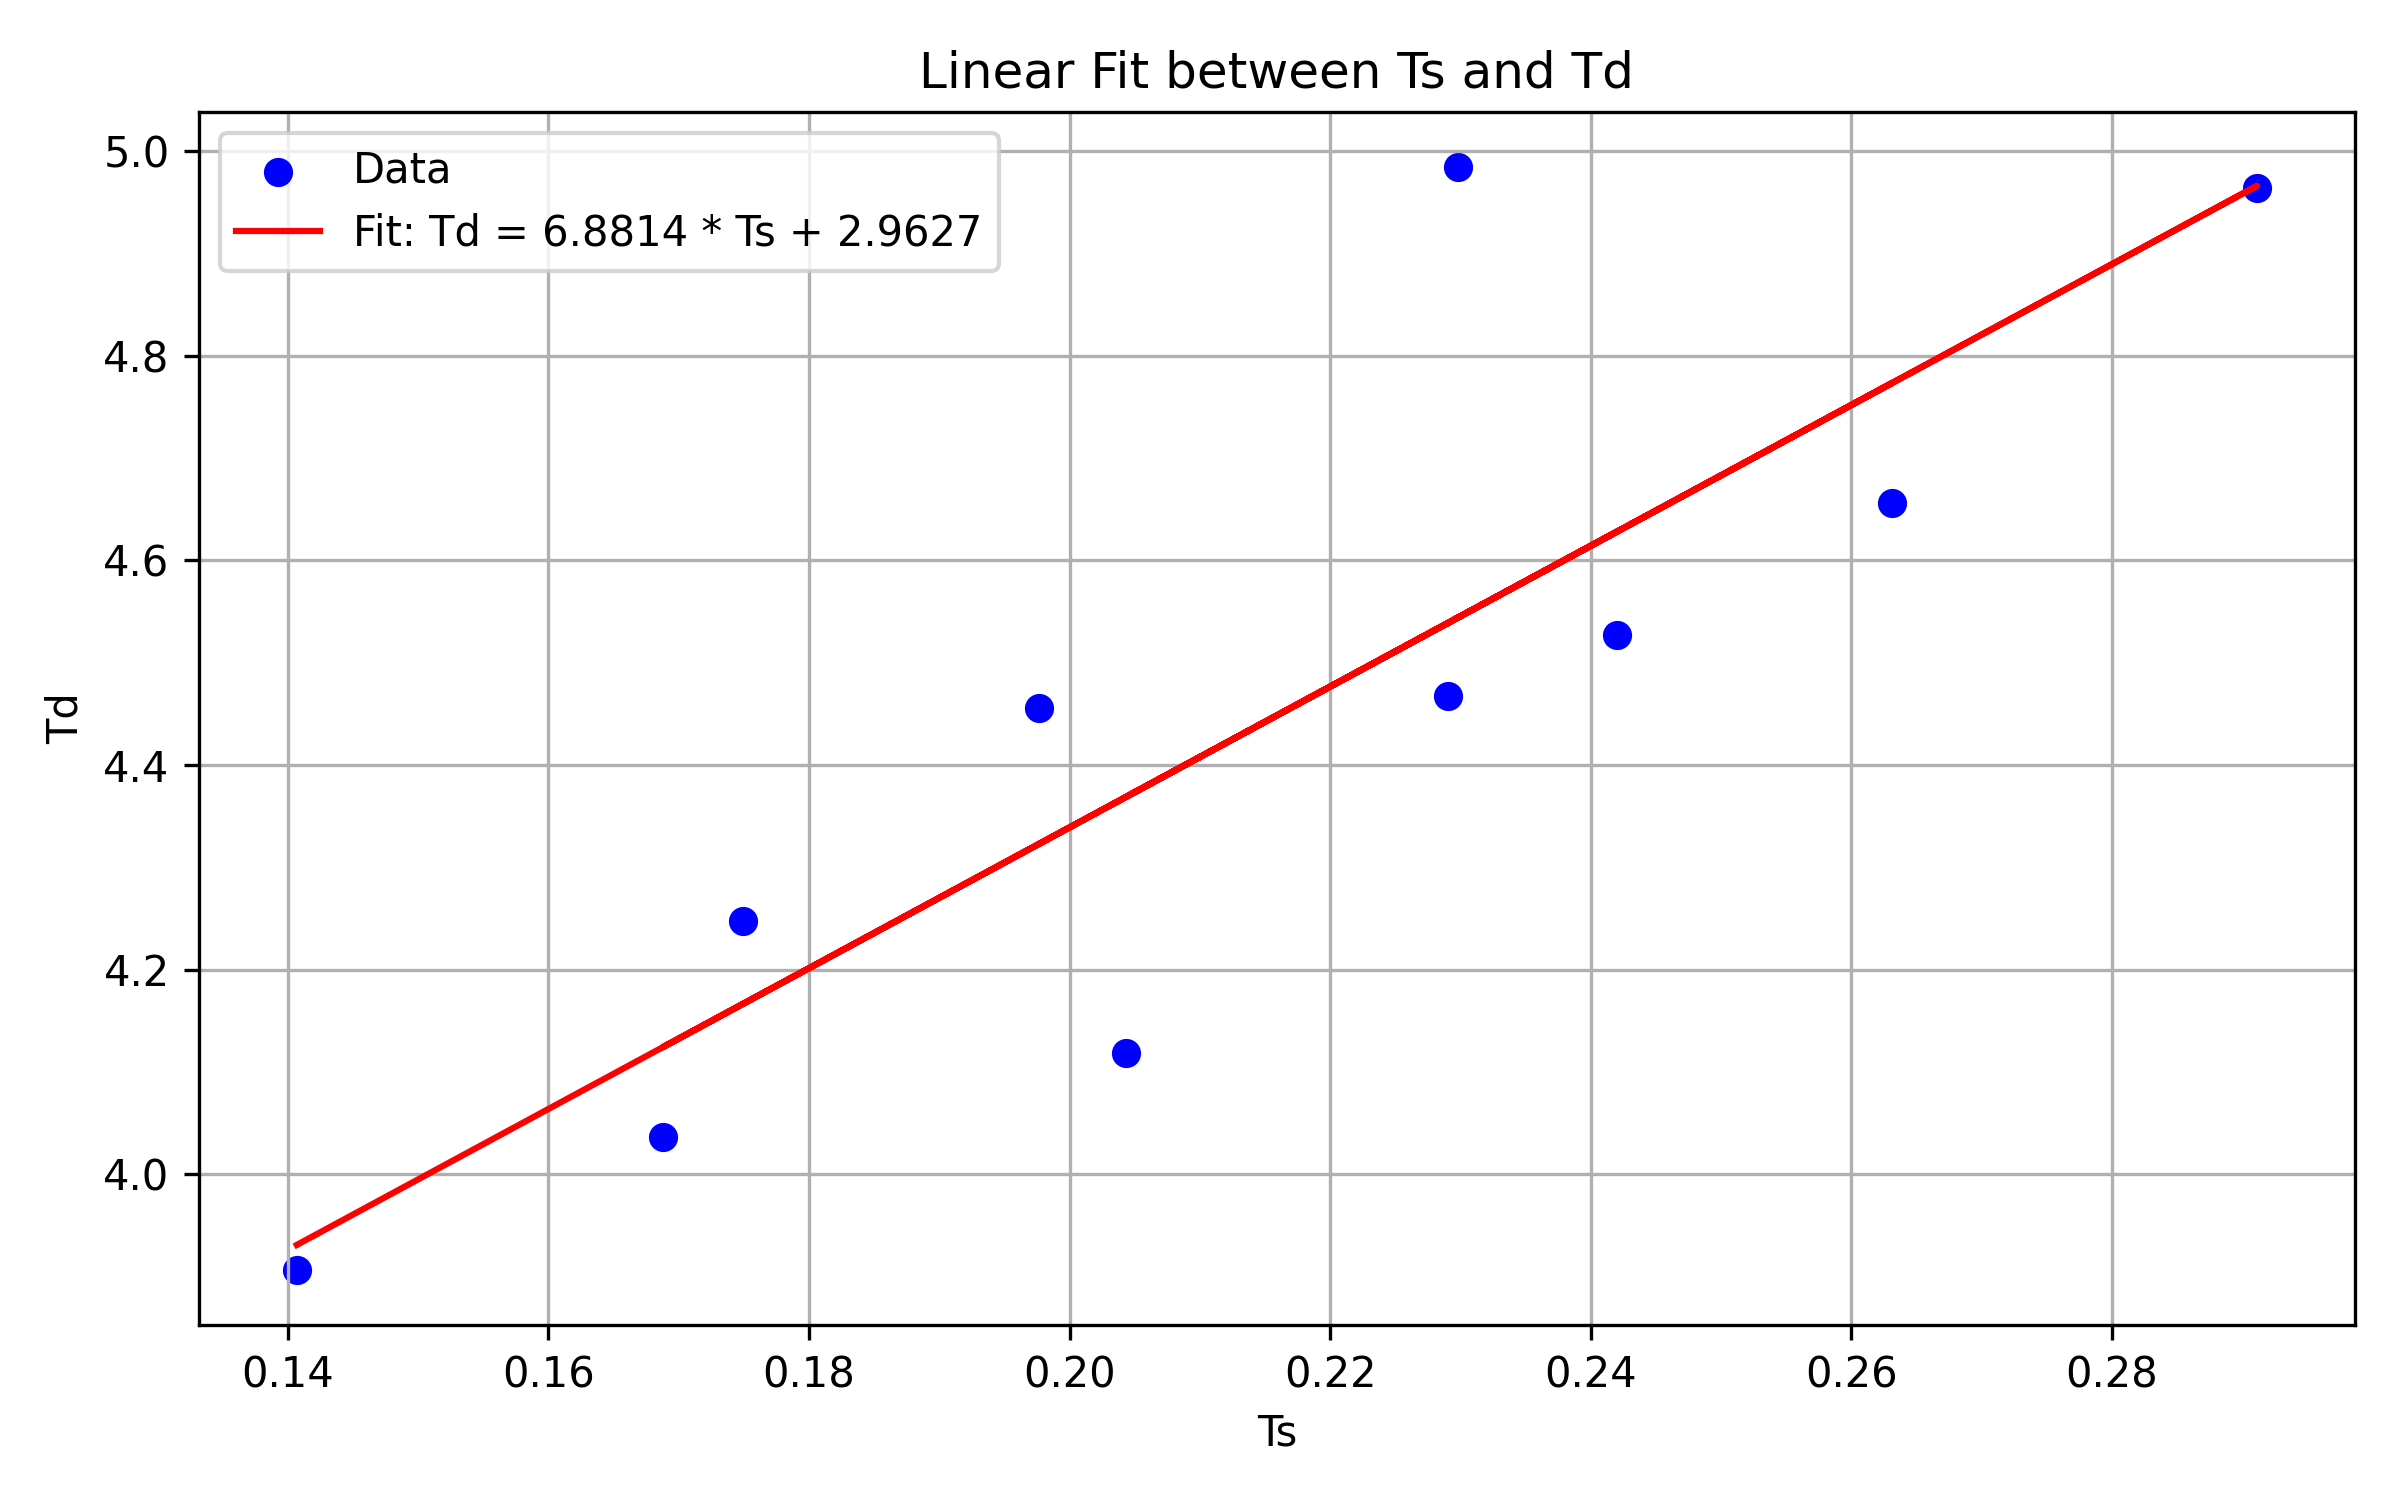 Linear Fit between Ts and Td
Data
Fit: Td = 6.8814 * Ts + 2.9627
5.0
4.8
4.6
4.4
4.2
4.0
Td
0.14 0.16 0.18 0.20 0.22 0.24 0.26 0.28
Ts